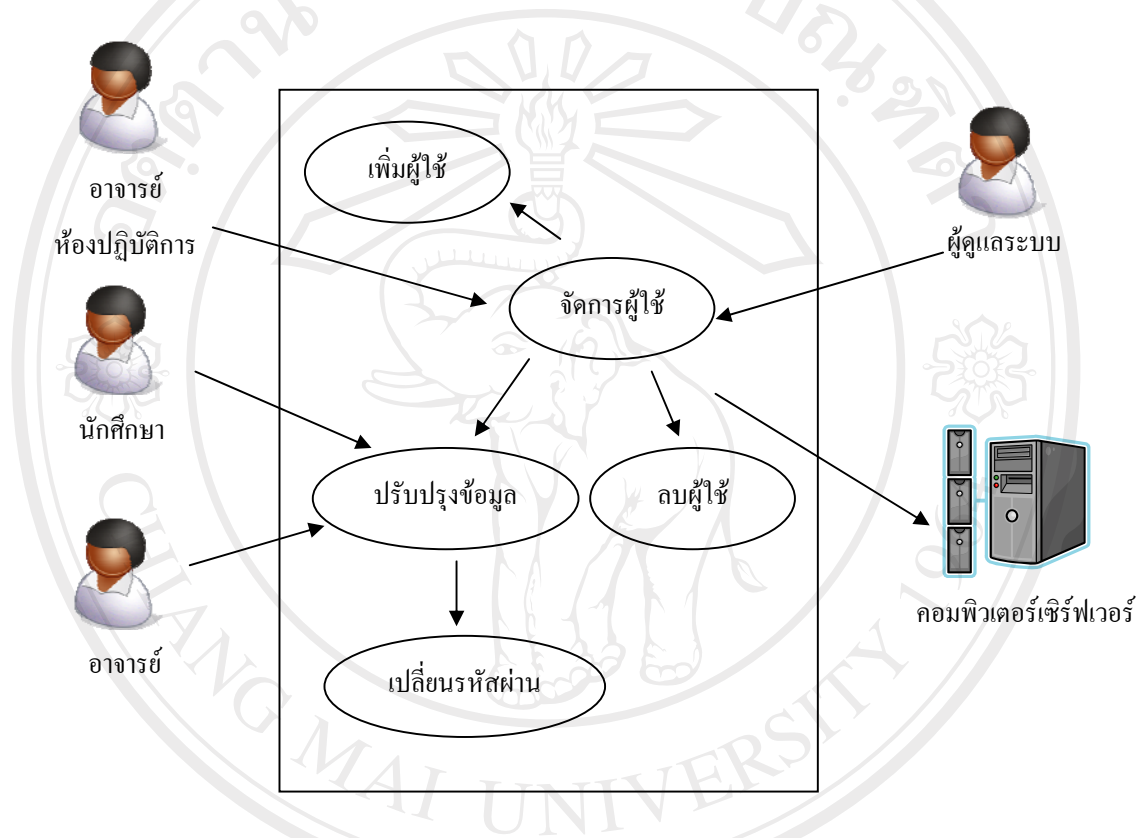 อาจารย์
ห้องปฏิบัติการ
เพิ่มผู้ใช้
ผู้ดูแลระบบ
จัดการผู้ใช้
นักศึกษา
ปรับปรุงข้อมูล
ลบผู้ใช้
คอมพิวเตอร์เซิร์ฟเวอร์
อาจารย์
เปลี่ยนรหัสผ่าน
CHIANG MAI UNIVERSITY